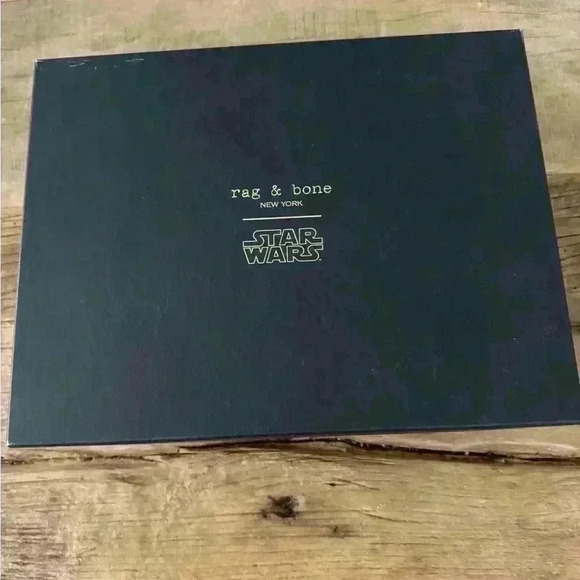 rag & bone
NEW YORK
STAR
WARS